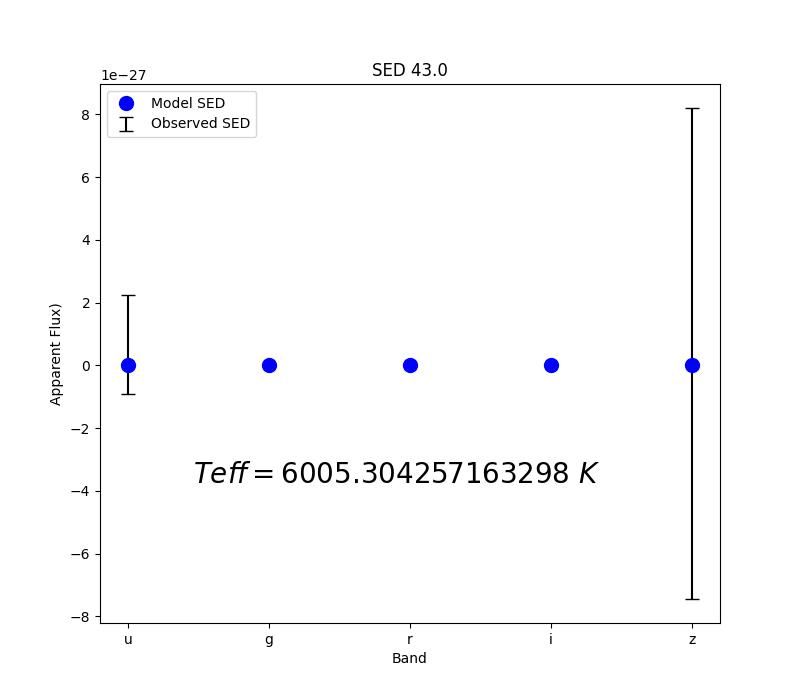 SED 43.0
1e−27
Model SED
Observed SED
8
6
4
2
0
−2
−4
−6
−8
Apparent Flux)
Teff = 6005.304257163298 K
u g r i z
Band